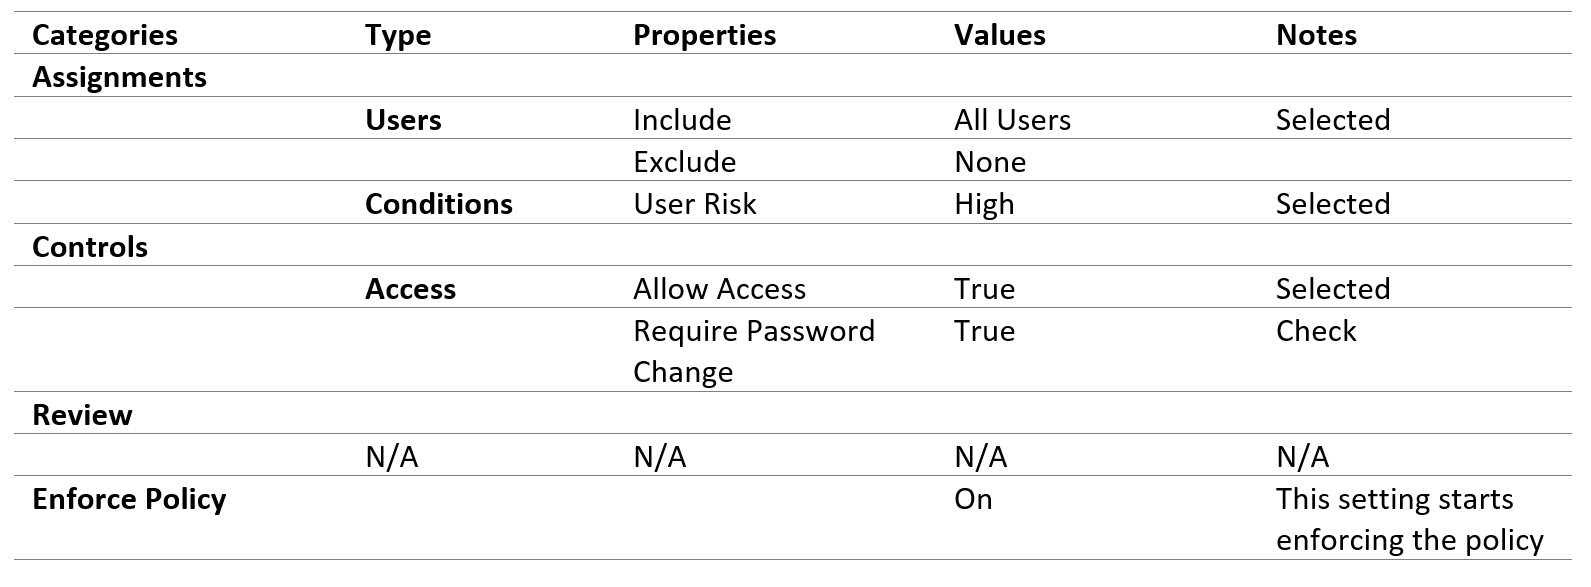 Categories Type Properties Values Notes
Assignments
Users Include All Users Selected
Exclude None
Conditions User Risk High Selected
Controls
Access Allow Access True Selected
Require Password True Check
Change
Review
N/A N/A N/A N/A
Enforce Policy On This setting starts
enforcing the policy